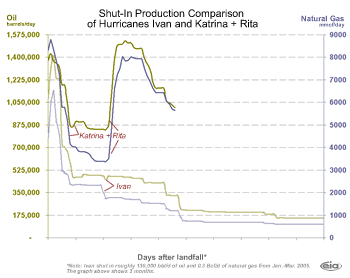 Shut-In Production Comparison
of Hurricanes Ivan and Katrina + Rita
Oil
barrels/day
Natural Gas
mmcf/day
1,575,000
1,400,000
1,225,000
1,050,000
875,000
700,000
525,000
350,000
175,000
-
9000
8000
7000
6000
5000
4000
3000
2000
1000
0
Katrina + Rita
Ivan
Days after landfall*
*Note: Ivan shut in roughly 136,000 bbl/d of oil and 0.5 Bcf/d of natural gas from Jan.-Mar. 2005.
The graph above shows 3 months.
eia